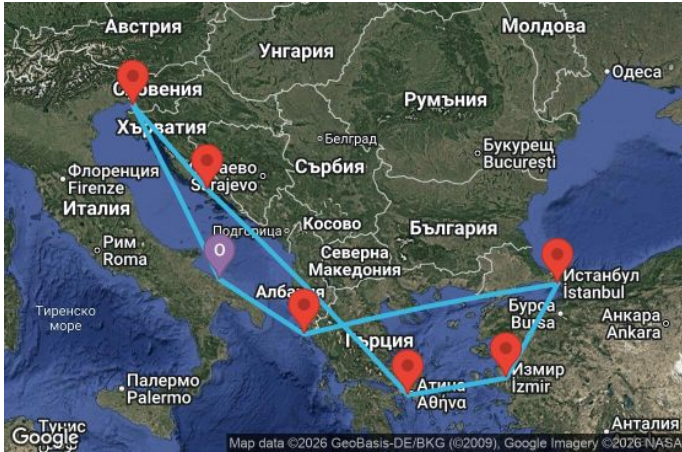 Австрия
Молдова
Унгария
Одеса
Словения
Румъния
Хърватия
Белград
Букурещ
București
Флоренция
Firenze
Sarajevo
Сърбия
Италия
Подгорица
Косово
България
Рим
Roma
Северна
Македония
О
Истанбул
İstanbul
Тиренско
море
Бурса
Bursa
Анкара
Ankara
Гърция
Измир
İzmir
Палермо
Palermo
Атина
Αθήνα
Тунис
Анталия
Google
Map data ©2026 GeoBasis-DE/BKG (©2009), Google Imagery ©2026 NASA